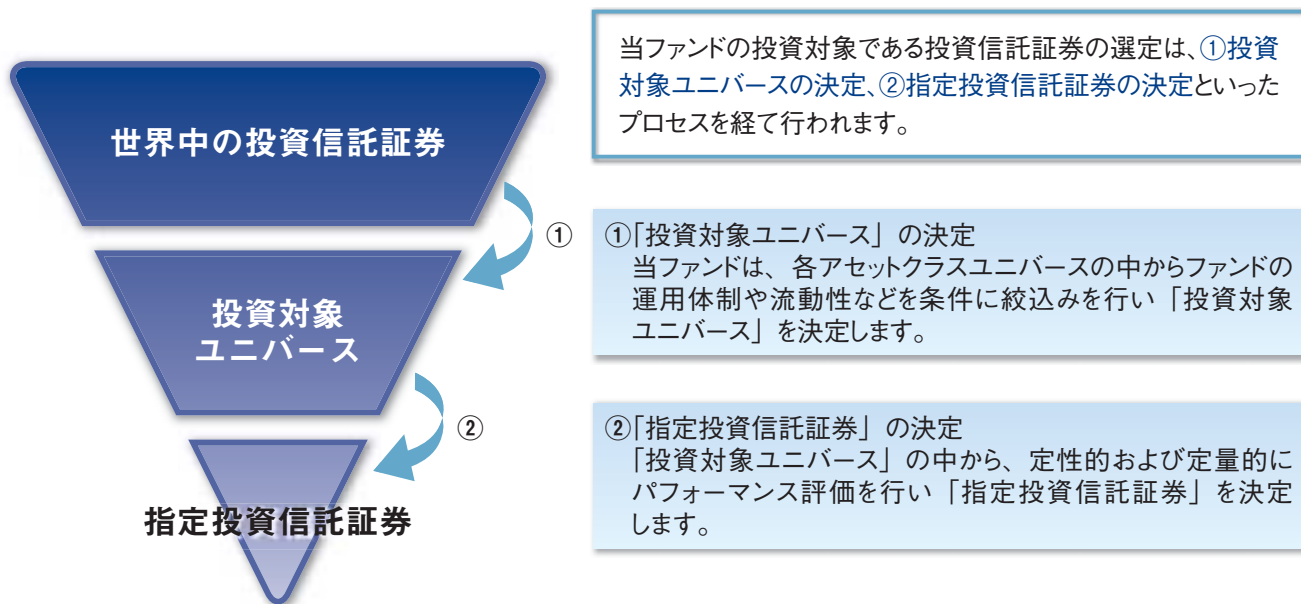 当ファンドの投資対象である投資信託証券の選定は、①投資
対象ユニバースの決定、②指定投資信託証券の決定といった
プロセスを経て行われます。
世界中の投資信託証券
①
投資対象
ユニバース
②
指定投資信託証券
①「投資対象ユニバース」の決定
当ファンドは、各アセットクラスユニバースの中からファンドの
運用体制や流動性などを条件に絞込みを行い「投資対象
ユニバース」を決定します。
②「指定投資信託証券」の決定
「投資対象ユニバース」の中から、定性的および定量的に
パフォーマンス評価を行い「指定投資信託証券」を決定
します。